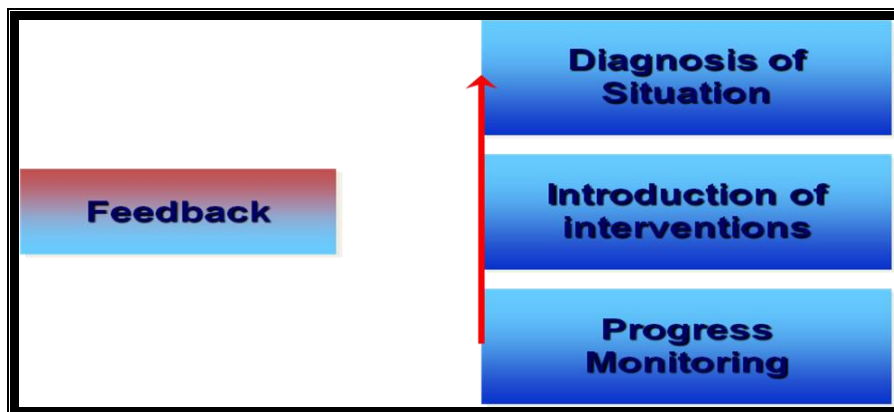 Diagnosis of
Situation
Feedback
Introduction of
interventions
Progress
Monitoring